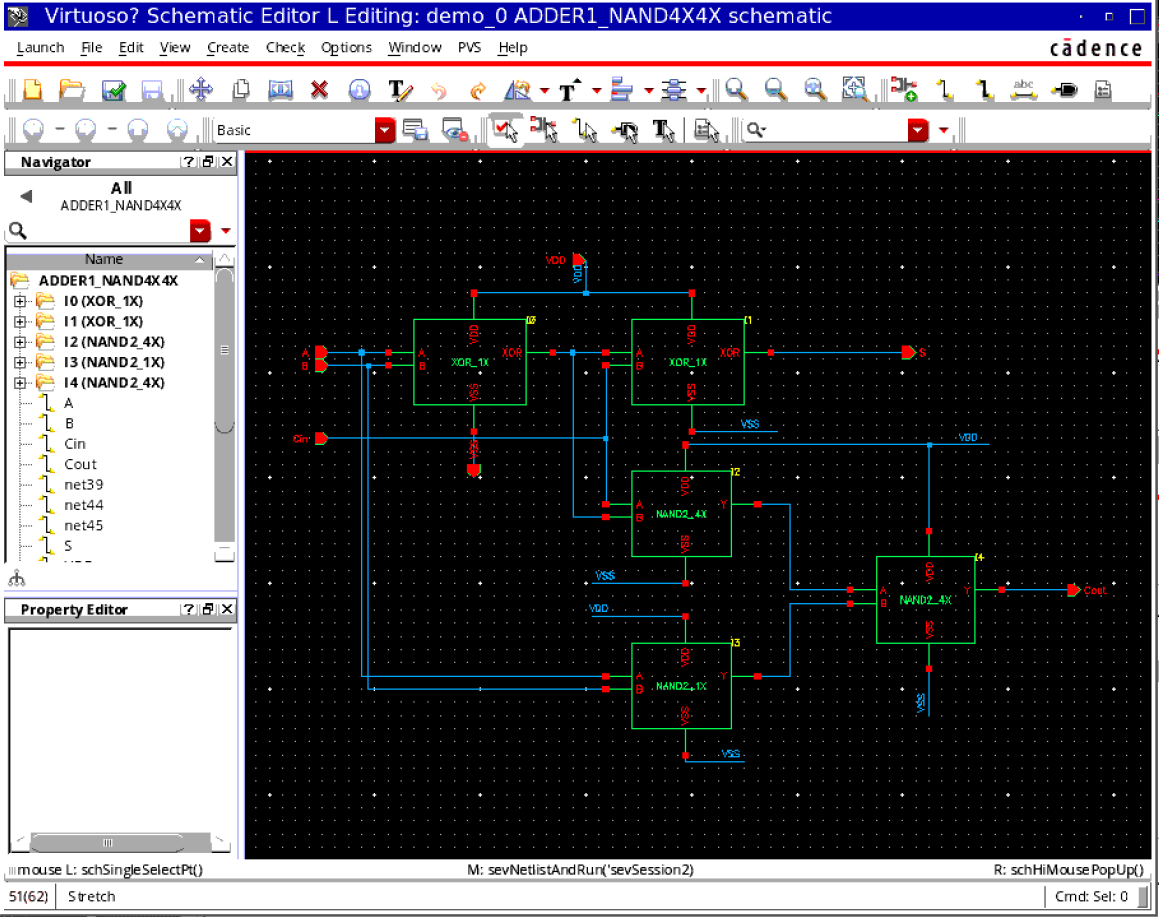 Virtuoso? Schematic Editor L Editing: demo_0 ADDER1_NAND4X4X schematic
Launch File Edit View Create Check Options Window PVS Help
cādence
T T
abc
Basic
T
Navigator ?
All
ADDER1_NAND4X4X
Name
ADDER1_NAND4X4X
I0 (XOR_1X)
I1 (XOR_1X)
I2 (NAND2_4X)
I3 (NAND2_1X)
I4 (NAND2_4X)
A
B
Cin
Cout
net39
net44
net45
S
Property Editor ?
VDD
VDD
I0
VDD
A
B
XOR
XOR_1X
VSS
VSS
I1
VDD
A
B
XOR
XOR_1X
VSS
VSS
A
B
Cin
S
VDD
I2
VDD
A
B
Y
NAND2_4X
VSS
VSS
VDD
I3
VDD
A
B
Y
NAND2_1X
VSS
VSS
I4
VDD
A
B
Y
NAND2_4X
VSS
VSS
Cout
mouse L: schSingleSelectPt()
M: sevNetlistAndRun('sevSession2)
R: schHiMousePopUp()
51(62) Stretch
Cmd: Sel: 0